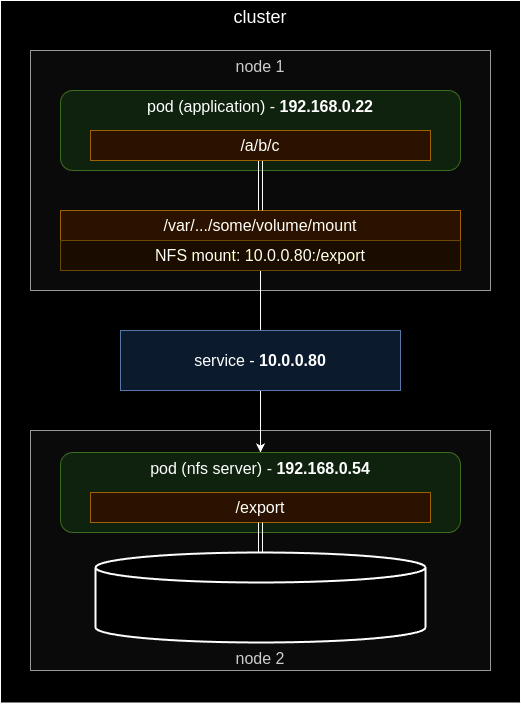 cluster
node 1
pod (application) - 192.168.0.22
/a/b/c
/var/.../some/volume/mount
NFS mount: 10.0.0.80:/export
service - 10.0.0.80
pod (nfs server) - 192.168.0.54
/export
node 2